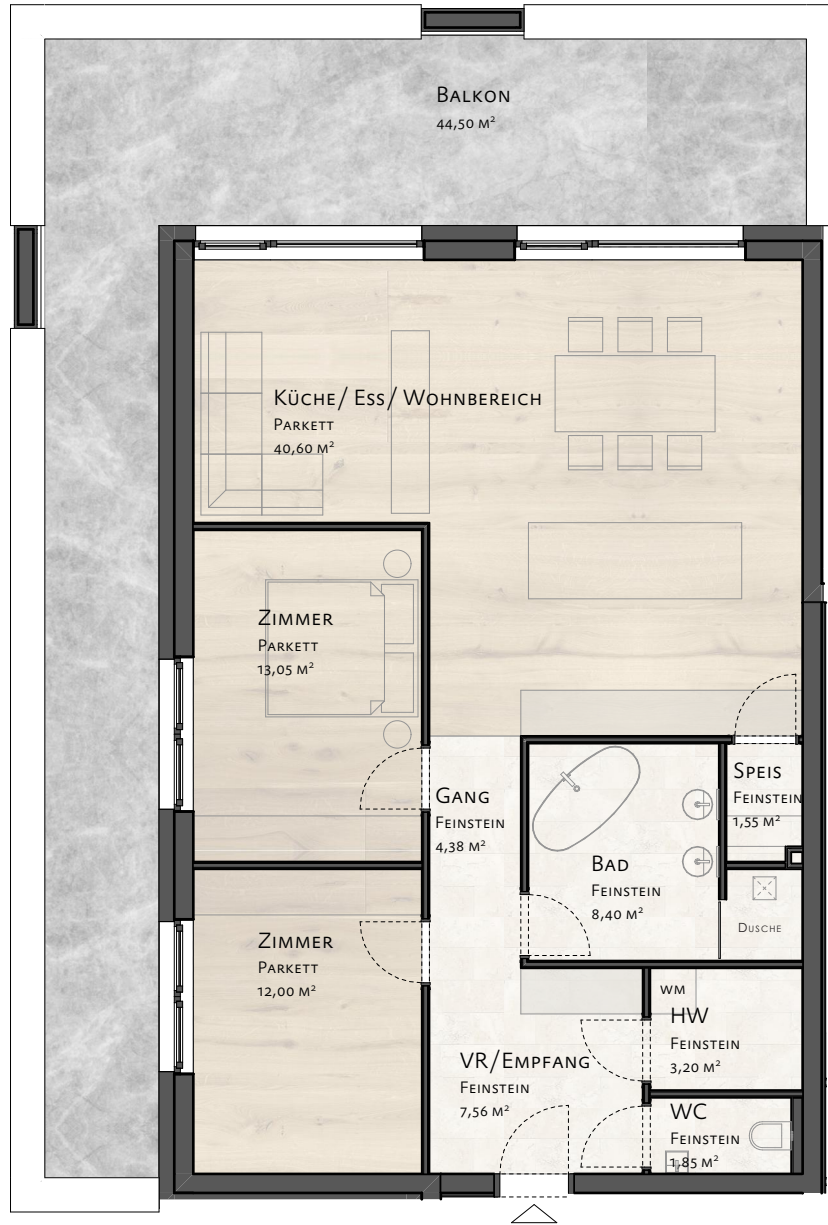 Balkon
44,50 m²
Küche/ Ess/ Wohnbereich
Parkett
40,60 m²
Zimmer
Parkett
13,05 m²
Gang
Feinstein
4,38 m²
Speis
Feinstein
1,55 m²
Bad
Feinstein
8,40 m²
Dusche
Zimmer
Parkett
12,00 m²
WM
HW
Feinstein
3,20 m²
VR/Empfang
Feinstein
7,56 m²
WC
Feinstein
1,85 m²